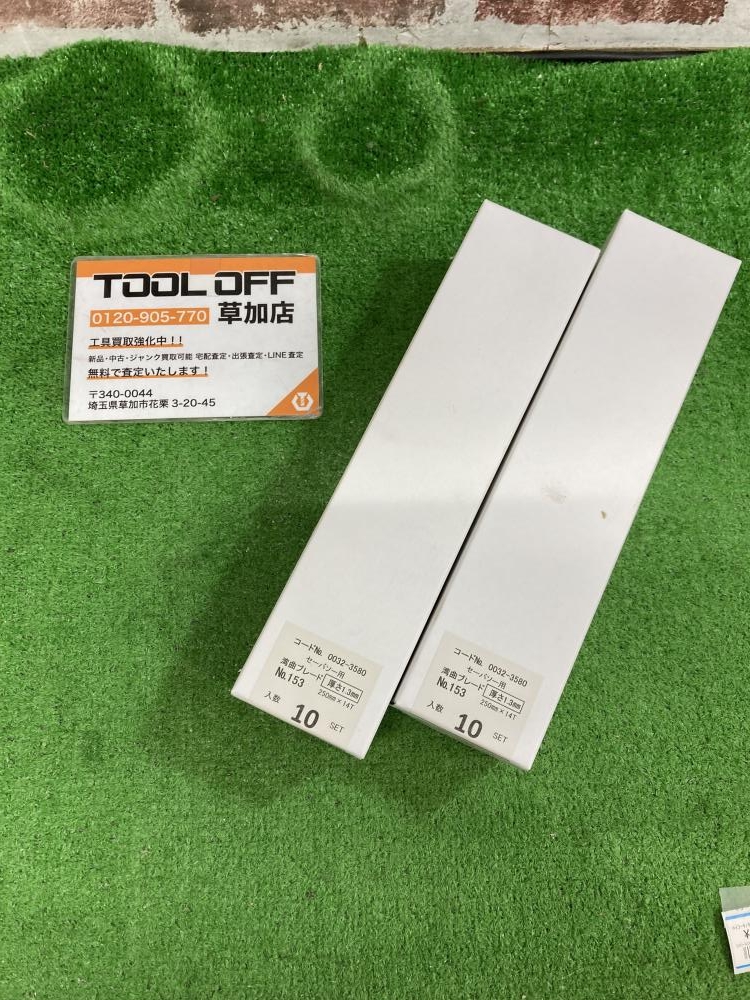 TOOL OFF
0120-905-770 草加店
工具買取強化中!!
新品・中古・ジャンク買取可能 宅配査定・出張査定・LINE査定
無料で査定いたします!
〒340-0044
埼玉県草加市花栗 3-20-45
コード№ 0032-3580
セーバソー用
湾曲ブレード 厚さ1.3mm
No.153 250mm×14T
入数 10 SET
コード№ 0032-3580
セーバソー用
湾曲ブレード 厚さ1.3mm
No.153 250mm×14T
入数 10 SET